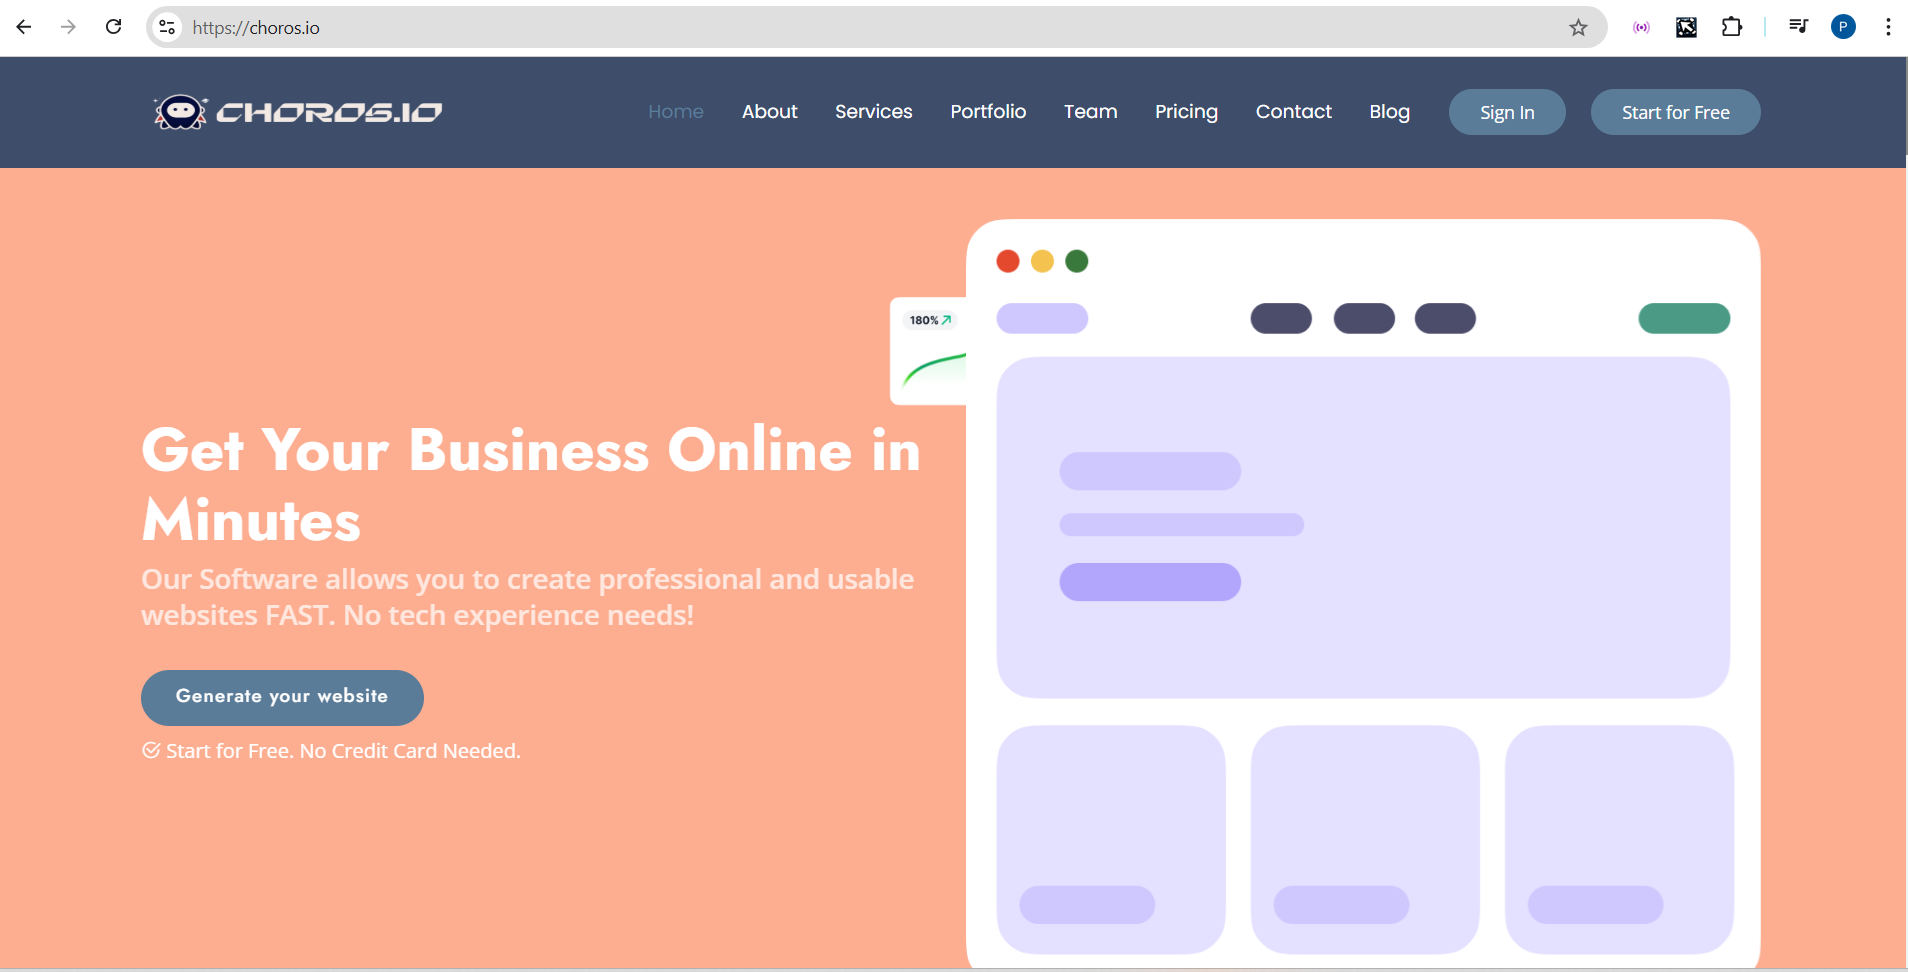 https://choros.io
P
CHOROS.IO
Home About Services Portfolio Team Pricing Contact Blog Sign In Start for Free
180%
Get Your Business Online in
Minutes
Our Software allows you to create professional and usable
websites FAST. No tech experience needs!
Generate your website
Start for Free. No Credit Card Needed.